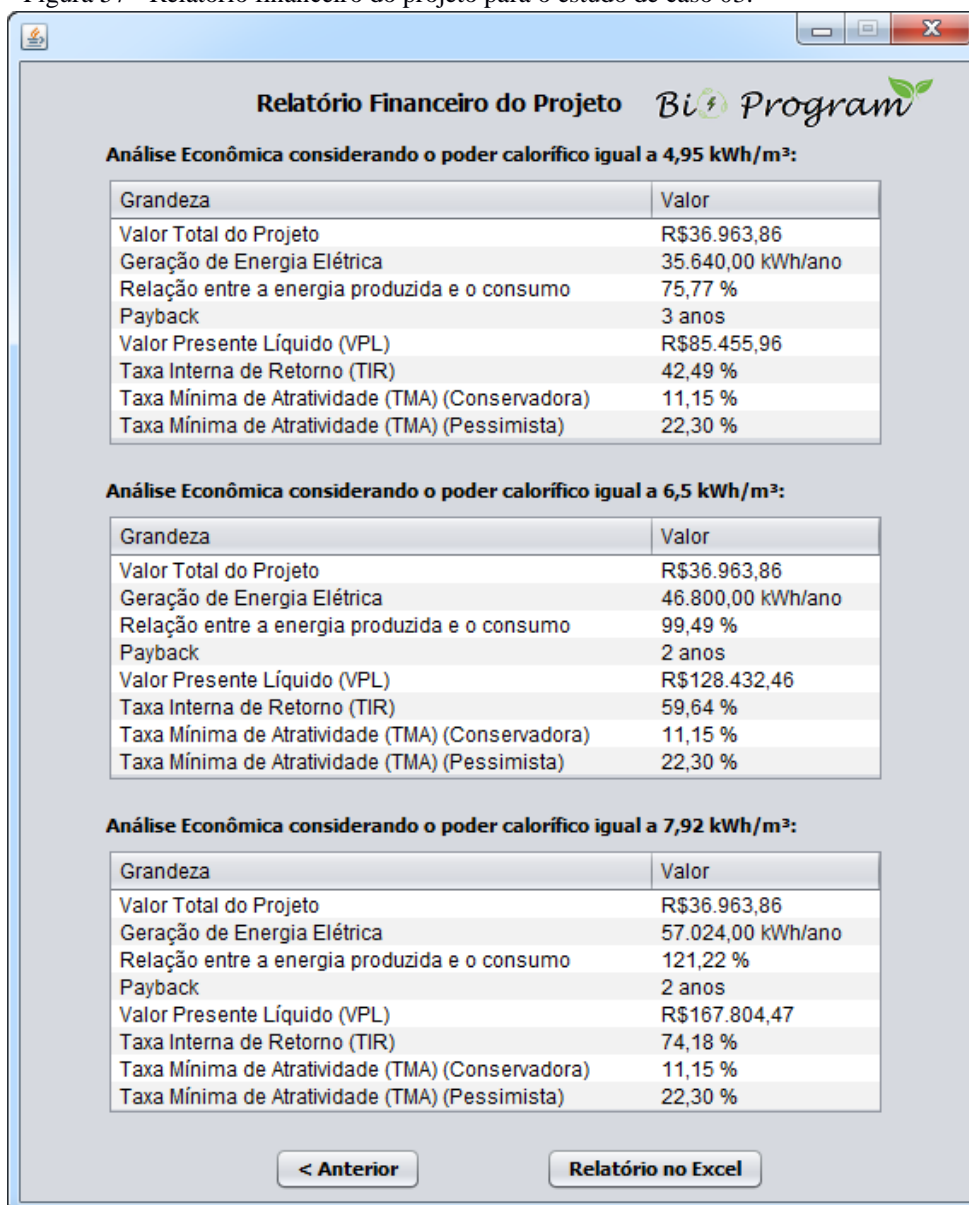 Figura 37 - Relatório financeiro do projeto para o estudo de caso 03.
Relatório Financeiro do Projeto Bio Program
Análise Econômica considerando o poder calorífico igual a 4,95 kWh/m³:
Grandeza Valor
Valor Total do Projeto R$36.963,86
Geração de Energia Elétrica 35.640,00 kWh/ano
Relação entre a energia produzida e o consumo 75,77 %
Payback 3 anos
Valor Presente Líquido (VPL) R$85.455,96
Taxa Interna de Retorno (TIR) 42,49 %
Taxa Mínima de Atratividade (TMA) (Conservadora) 11,15 %
Taxa Mínima de Atratividade (TMA) (Pessimista) 22,30 %
Análise Econômica considerando o poder calorífico igual a 6,5 kWh/m³:
Grandeza Valor
Valor Total do Projeto R$36.963,86
Geração de Energia Elétrica 46.800,00 kWh/ano
Relação entre a energia produzida e o consumo 99,49 %
Payback 2 anos
Valor Presente Líquido (VPL) R$128.432,46
Taxa Interna de Retorno (TIR) 59,64 %
Taxa Mínima de Atratividade (TMA) (Conservadora) 11,15 %
Taxa Mínima de Atratividade (TMA) (Pessimista) 22,30 %
Análise Econômica considerando o poder calorífico igual a 7,92 kWh/m³:
Grandeza Valor
Valor Total do Projeto R$36.963,86
Geração de Energia Elétrica 57.024,00 kWh/ano
Relação entre a energia produzida e o consumo 121,22 %
Payback 2 anos
Valor Presente Líquido (VPL) R$167.804,47
Taxa Interna de Retorno (TIR) 74,18 %
Taxa Mínima de Atratividade (TMA) (Conservadora) 11,15 %
Taxa Mínima de Atratividade (TMA) (Pessimista) 22,30 %
< Anterior Relatório no Excel